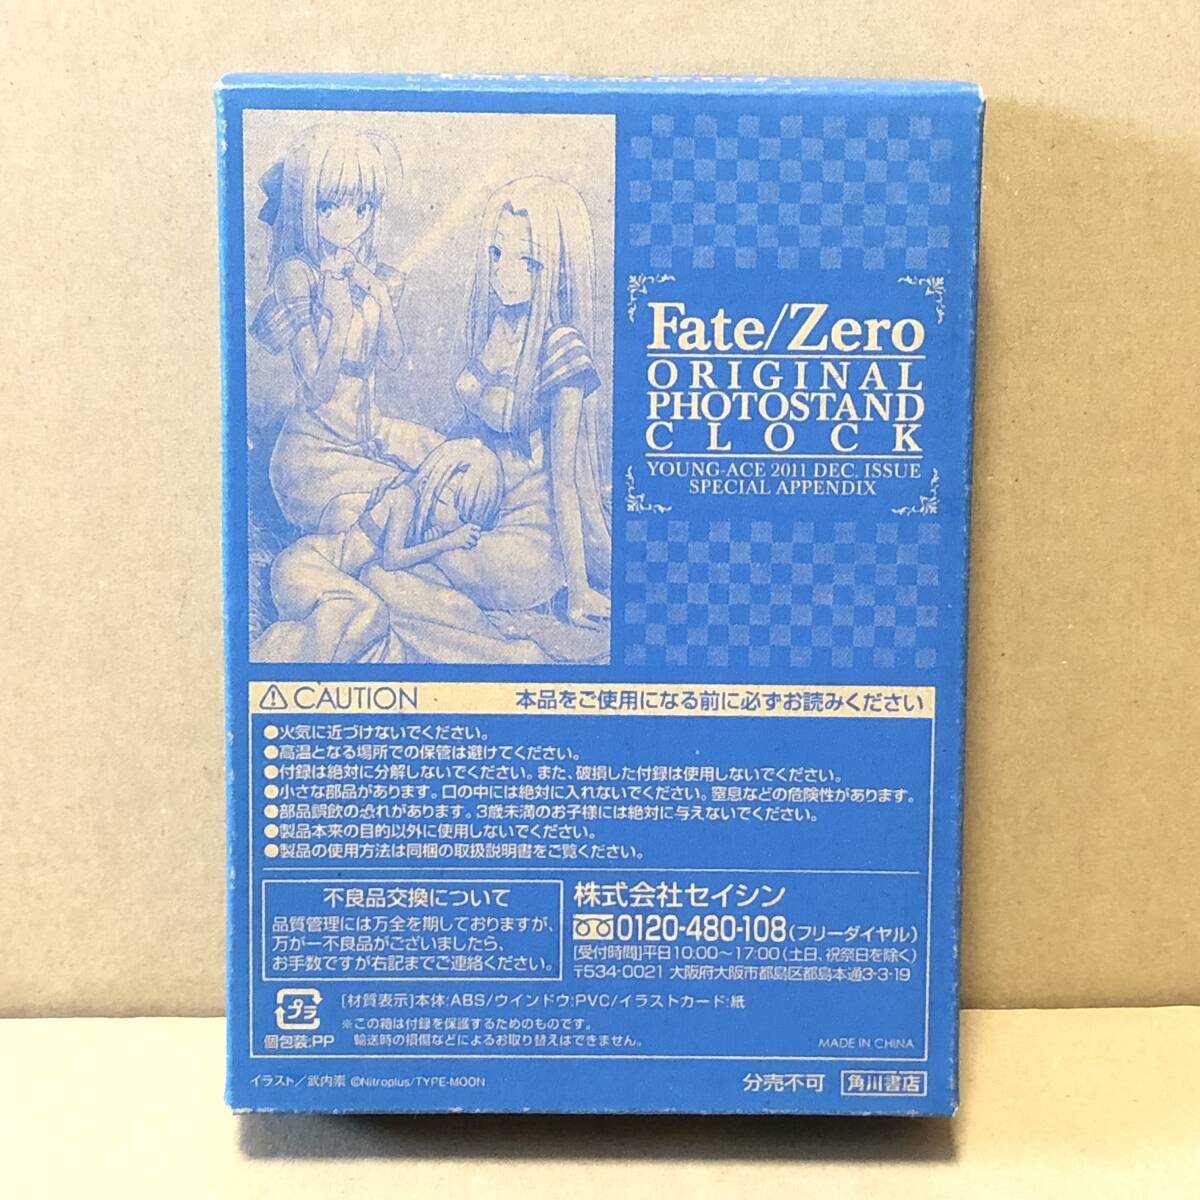 Fate/Zero
ORIGINAL
PHOTOSTAND
CLOCK
YOUNG-ACE 2011 DEC. ISSUE
SPECIAL APPENDIX
⚠CAUTION 本品をご使用になる前に必ずお読みください
●火気に近づけないでください。
●高温となる場所での保管は避けてください。
●付録は絶対に分解しないでください。また、破損した付録は使用しないでください。
●小さな部品があります。口の中には絶対に入れないでください。窒息などの危険性があります。
●部品誤飲の恐れがあります。3歳未満のお子様には絶対に与えないでください。
●製品本来の目的以外に使用しないでください。
●製品の使用方法は同梱の取扱説明書をご覧ください。
不良品交換について
品質管理には万全を期しておりますが、
万が一不良品がございましたら、
お手数ですが右記までご連絡ください。
株式会社セイシン
0120-480-108(フリーダイヤル)
[受付時間]平日10:00〜17:00(土日、祝祭日を除く)
〒534-0021 大阪府大阪市都島区都島本通3-3-19
プラ
個包装:PP
[材質表示]本体:ABS/ウインドウ:PVC/イラストカード:紙
※この箱は付録を保護するためのものです。
輸送時の損傷などによるお取り替えはできません。
MADE IN CHINA
イラスト/武内崇 ©Nitroplus/TYPE-MOON
分売不可 角川書店